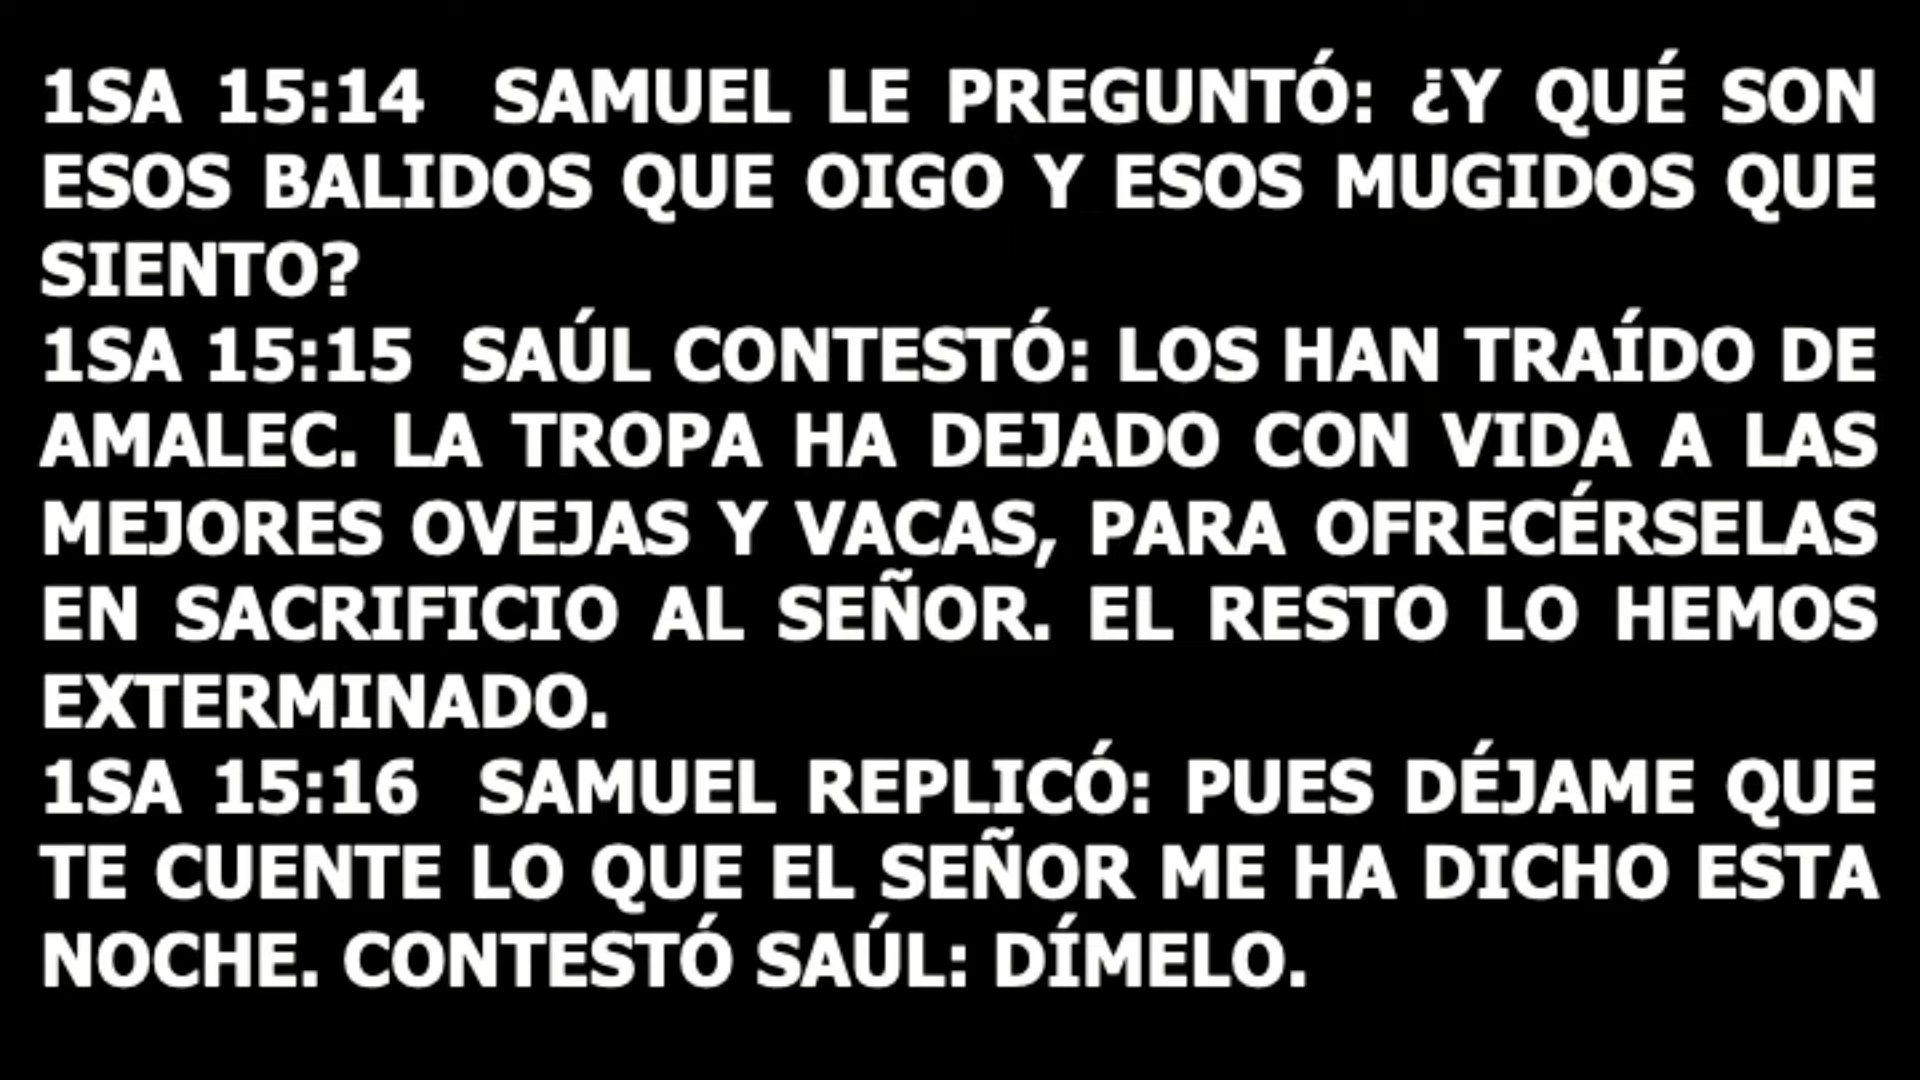 1SA 15:14 SAMUEL LE PREGUNTÓ: ¿Y QUÉ SON
ESOS BALIDOS QUE OIGO Y ESOS MUGIDOS QUE
SIENTO?
1SA 15:15 SAÚL CONTESTÓ: LOS HAN TRAÍDO DE
AMALEC. LA TROPA HA DEJADO CON VIDA A LAS
MEJORES OVEJAS Y VACAS, PARA OFRECÉRSELAS
EN SACRIFICIO AL SEÑOR. EL RESTO LO HEMOS
EXTERMINADO.
1SA 15:16 SAMUEL REPLICÓ: PUES DÉJAME QUE
TE CUENTE LO QUE EL SEÑOR ME HA DICHO ESTA
NOCHE. CONTESTÓ SAÚL: DÍMELO.